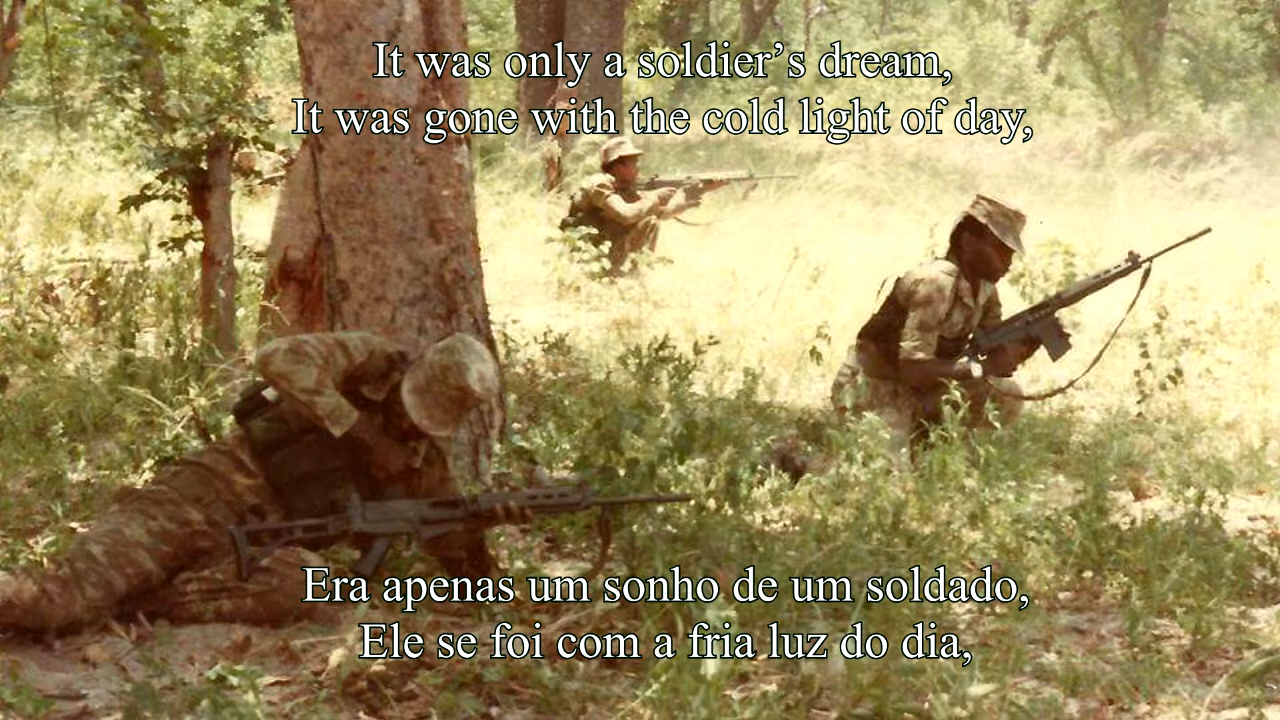 It was only a soldier’s dream,
It was gone with the cold light of day,
Era apenas um sonho de um soldado,
Ele se foi com a fria luz do dia,